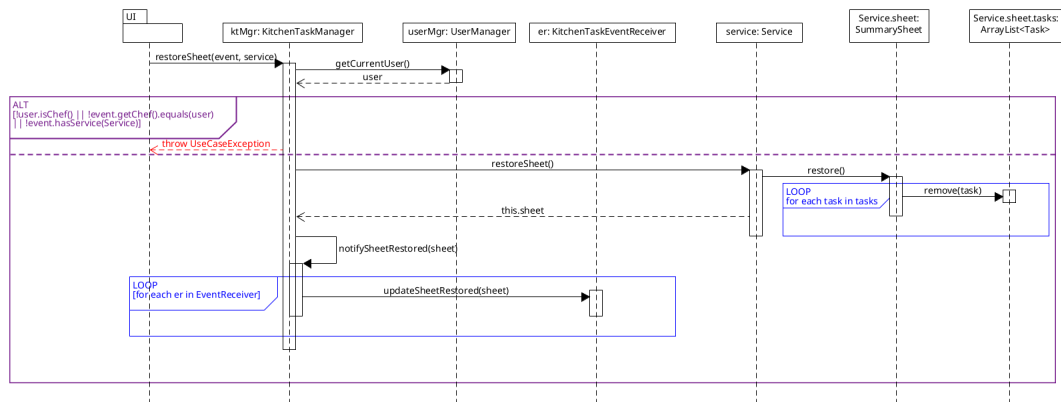 UI
ktMgr: KitchenTaskManager
userMgr: UserManager
er: KitchenTaskEventReceiver
service: Service
Service.sheet:
SummarySheet
Service.sheet.tasks:
ArrayList<Task>
restoreSheet(event, service)
getCurrentUser()
user
ALT
[!user.isChef() || !event.getChef().equals(user)
|| !event.hasService(Service)]
throw UseCaseException
restoreSheet()
restore()
LOOP
for each task in tasks
remove(task)
this.sheet
notifySheetRestored(sheet)
LOOP
[for each er in EventReceiver]
updateSheetRestored(sheet)